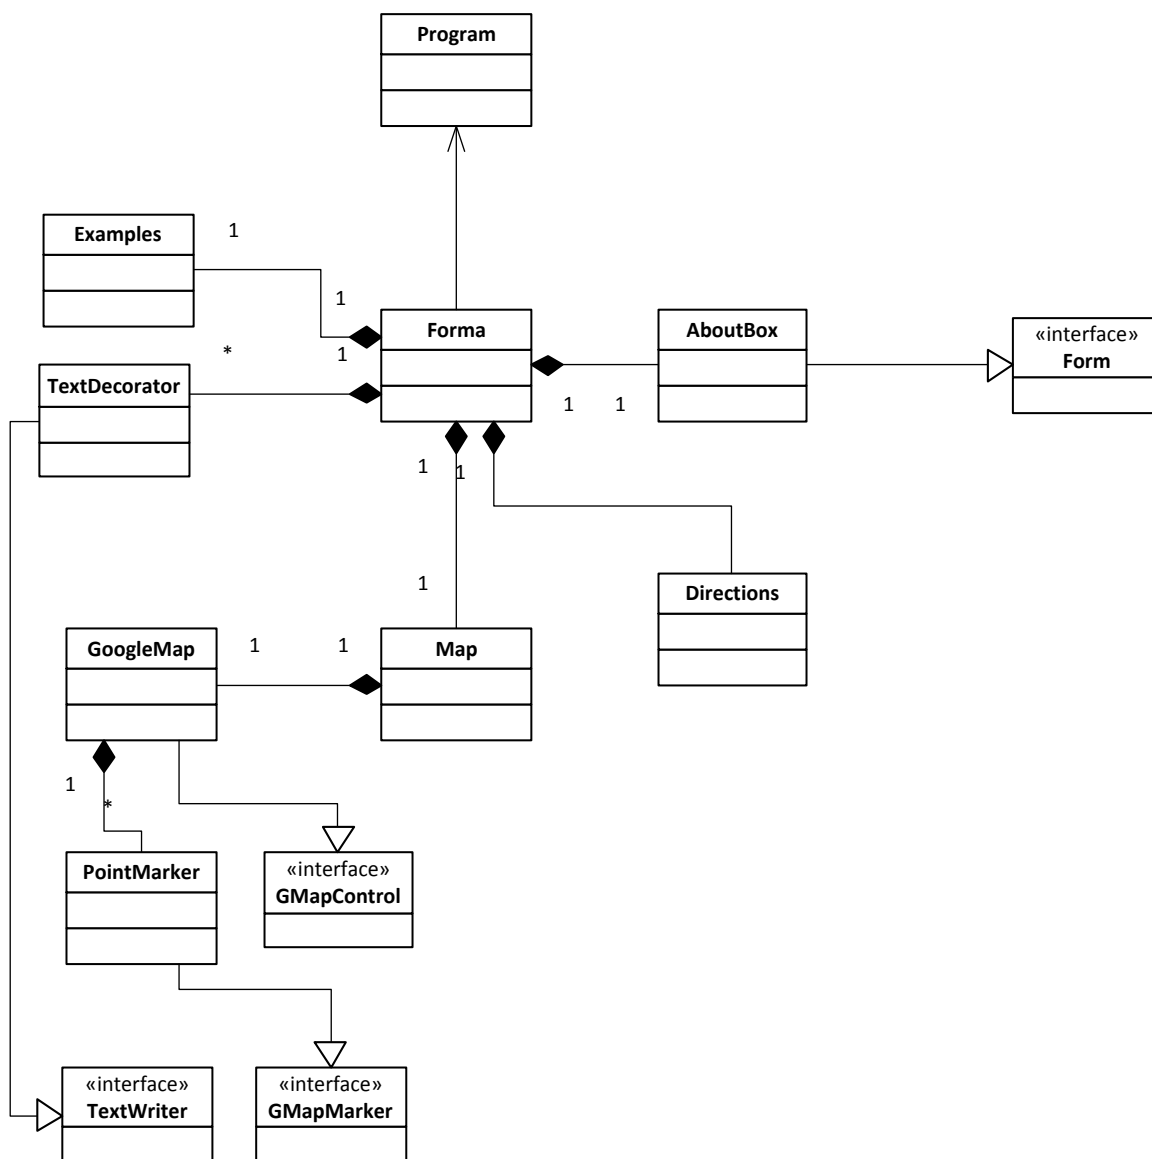 Program
Examples
1
1
Forma
AboutBox
«interface»
Form
*
1
TextDecorator
1
1
1
1
1
Directions
GoogleMap
1
1
Map
1
*
PointMarker
«interface»
GMapControl
«interface»
TextWriter
«interface»
GMapMarker